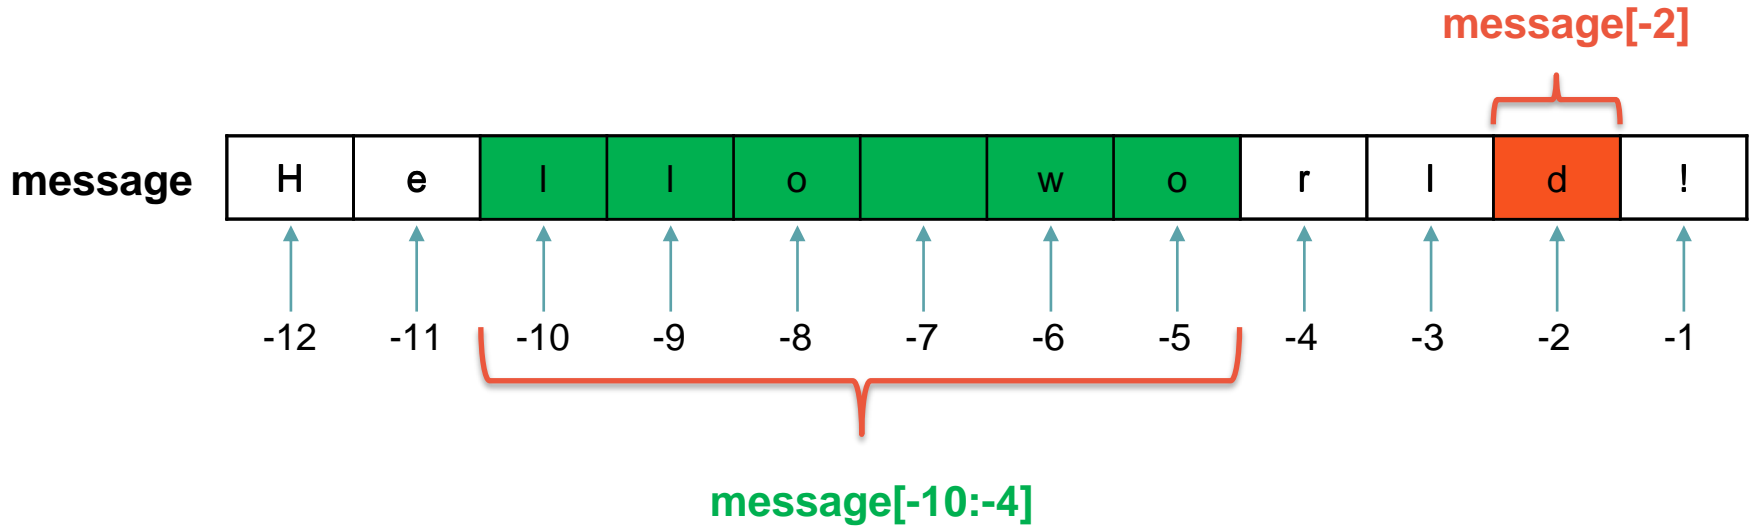 message[-2]
message H e l l o w o r l d !
-12 -11 -10 -9 -8 -7 -6 -5 -4 -3 -2 -1
message[-10:-4]